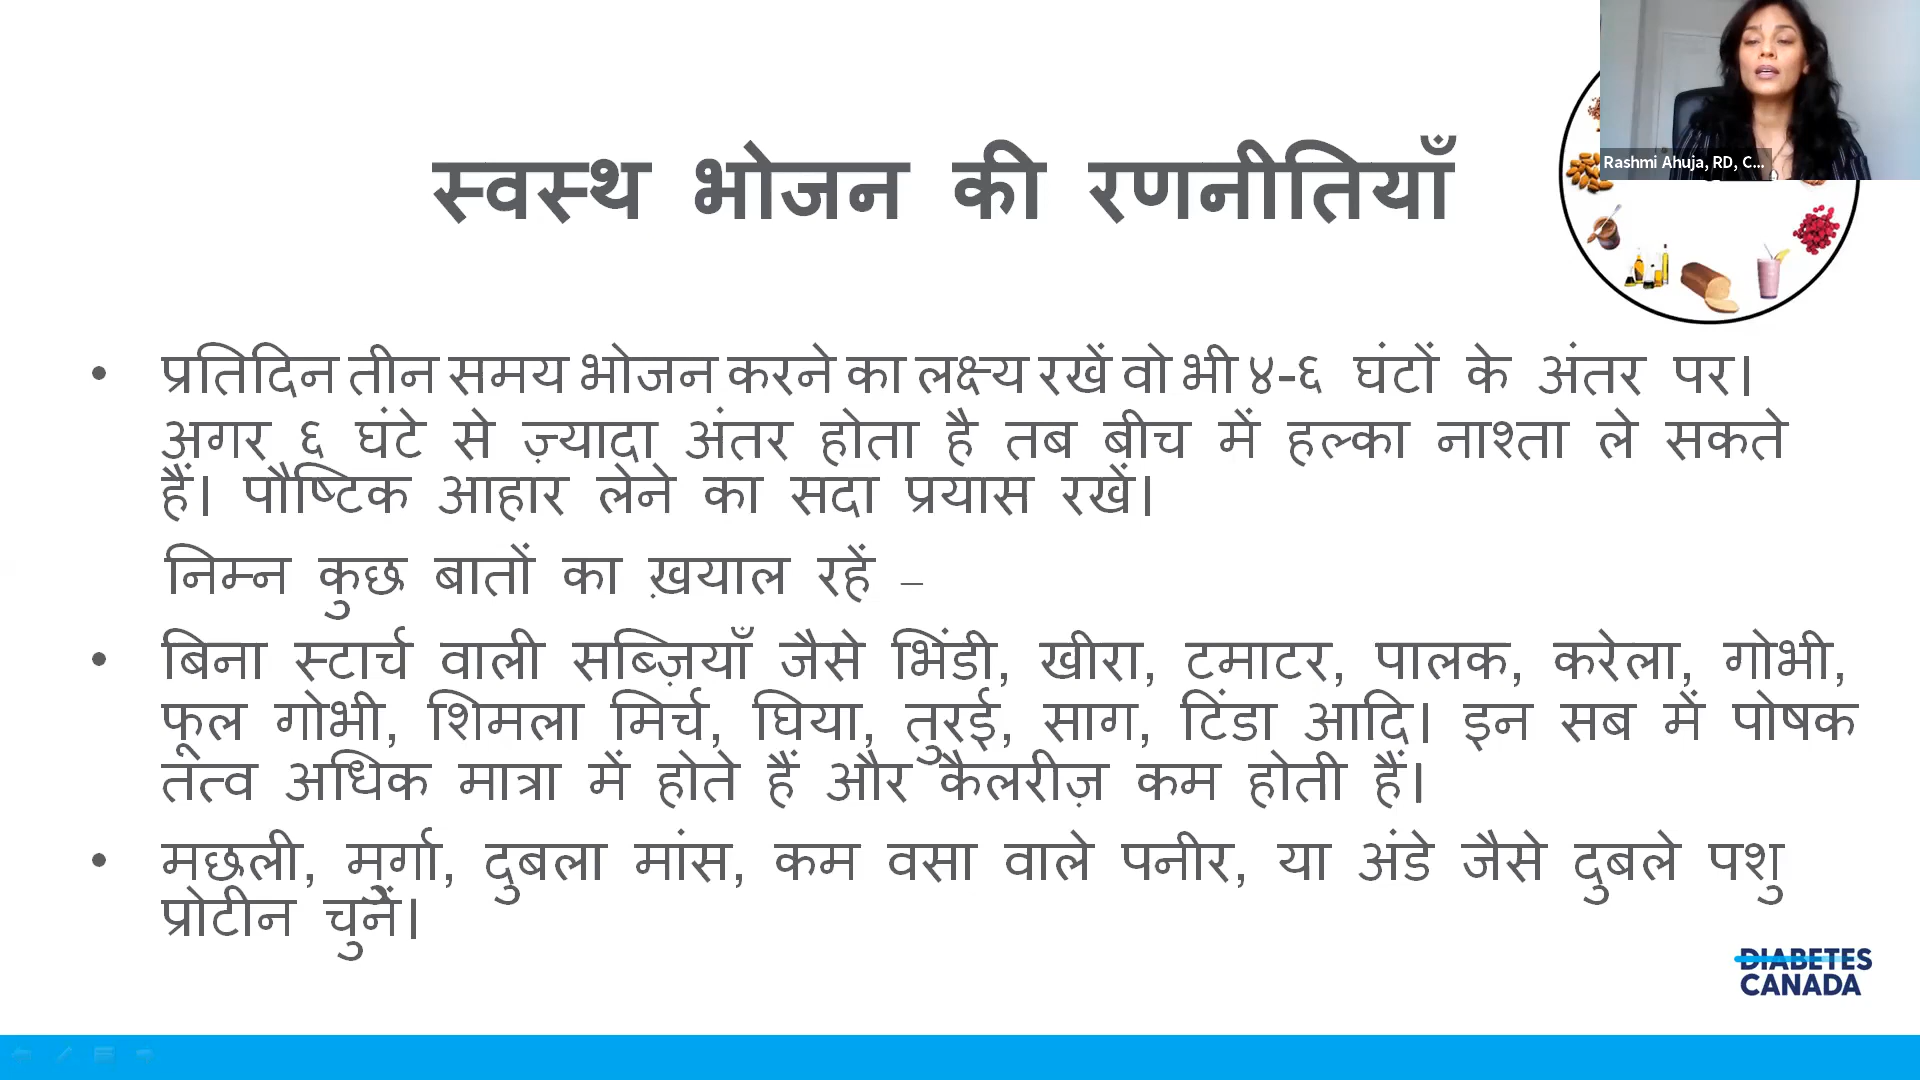 Rashmi Ahuja, RD, C...
स्वस्थ भोजन की रणनीतियाँ
• प्रतिदिन तीन समय भोजन करने का लक्ष्य रखें वो भी ४-६ घंटों के अंतर पर।
अगर ६ घंटे से ज़्यादा अंतर होता है तब बीच में हल्का नाश्ता ले सकते
हैं। पौष्टिक आहार लेने का सदा प्रयास रखें।
निम्न कुछ बातों का ख़याल रहें –
• बिना स्टार्च वाली सब्ज़ियाँ जैसे भिंडी, खीरा, टमाटर, पालक, करेला, गोभी,
फूल गोभी, शिमला मिर्च, घिया, तुरई, साग, टिंडा आदि। इन सब में पोषक
तत्व अधिक मात्रा में होते हैं और कैलरीज़ कम होती हैं।
• मछली, मुर्गा, दुबला मांस, कम वसा वाले पनीर, या अंडे जैसे दुबले पशु
प्रोटीन चुनें।
DIABETES
CANADA